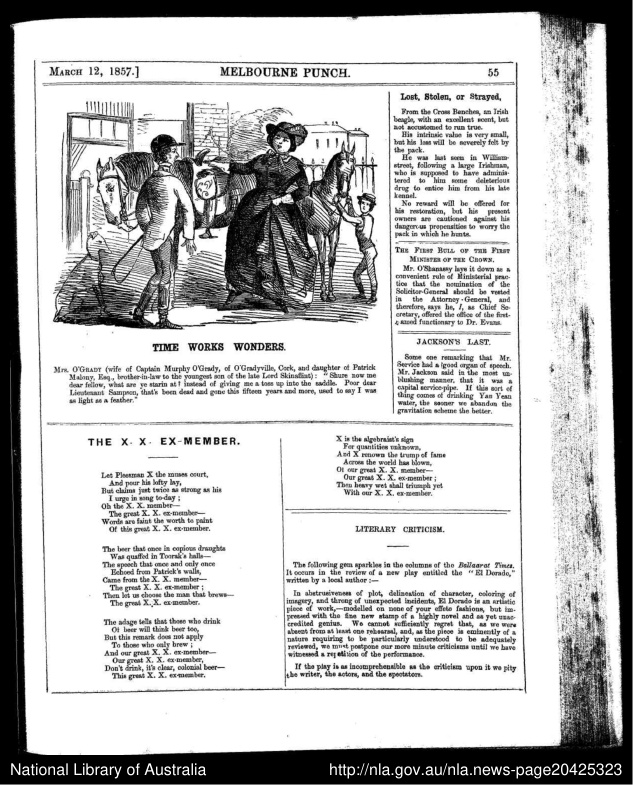 MARCH 12, 1857.]
MELBOURNE PUNCH.
55
TIME WORKS WONDERS.
MRS. O'GRADY (wife of Captain Murphy O'Grady, of O'Gradyville, Cork, and daughter of Patrick
Malony, Esq., brother-in-law to the youngest son of the late Lord Skinaflint) : "Shure now me
dear fellow, what are ye starin at? instead of giving me a toss up into the saddle. Poor dear
Lieutenant Sampson, that's been dead and gone this fifteen years and more, used to say I was
as light as a feather."
Lost, Stolen, or Strayed,
From the Cross Benches, an Irish
beagle, with an excellent scent, but
not accustomed to run true.
His intrinsic value is very small,
but his loss will be severely felt by
the pack.
He was last seen in William-
street, following a large Irishman,
who is supposed to have adminis-
tered to him some deleterious
drug to entice him from his late
kennel.
No reward will be offered for
his restoration, but his present
owners are cautioned against his
dangerous propensities to worry the
pack in which he hunts.
THE FIRST BULL OF THE FIRST
MINISTER OF THE CROWN.
Mr. O'Shanassy lays it down as a
convenient rule of Ministerial prac-
tice that the nomination of the
Solicitor-General should be vested
in the Attorney-General, and
therefore, says he, I, as Chief Se-
cretary, offered the office of the first-
named functionary to Dr. Evans.
JACKSON'S LAST.
Some one remarking that Mr.
Service had a good organ of speech.
Mr. Jackson said in the most un-
blushing manner, that it was a
capital service-pipe. If this sort of
thing comes of drinking Yan Yean
water, the sooner we abandon the
gravitation scheme the better.
THE X. X. EX-MEMBER.
Let Pleesman X the muses court,
And pour his lofty lay,
But claims just twice as strong as his
I urge in song to-day ;
Oh the X. X. member—
The great X. X. ex-member—
Words are faint the worth to paint
Of this great X. X. ex-member.
The beer that once in copious draughts
Was quaffed in Toorak's halls—
The speech that once and only once
Echoed from Patrick's walls,
Came from the X. X. member—
The great X. X. ex-member ;
Then let us choose the man that brews—
The great X. X. ex-member.
The adage tells that those who drink
Of beer will think beer too,
But this remark does not apply
To those who only brew ;
And our great X. X. ex-member—
Our great X. X. ex-member,
Don't drink, it's clear, colonial beer—
This great X. X. ex-member.
X is the algebraist's sign
For quantities unknown,
And X renown the trump of fame
Across the world has blown,
Of our great X. X. member—
Our great X. X. ex-member ;
Then heavy wet shall triumph yet
With our X. X. ex-member.
LITERARY CRITICISM.
The following gem sparkles in the columns of the Ballaarat Times.
It occurs in the review of a new play entitled the "El Dorado,"
written by a local author :—
In abstrusiveness of plot, delineation of character, coloring of
imagery, and throng of unexpected incidents, El Dorado is an artistic
piece of work,—modelled on none of your effete fashions, but im-
pressed with the fine new stamp of a highly novel and as yet unac-
credited genius. We cannot sufficiently regret that, as we were
absent from at least one rehearsal, and, as the piece is eminently of a
nature requiring to be particularly understood to be adequately
reviewed, we must postpone our more minute criticisms until we have
witnessed a repetition of the performance.
If the play is as incomprehensible as the criticism upon it we pity
the writer, the actors, and the spectators.
National Library of Australia
http://nla.gov.au/nla.news-page20425323